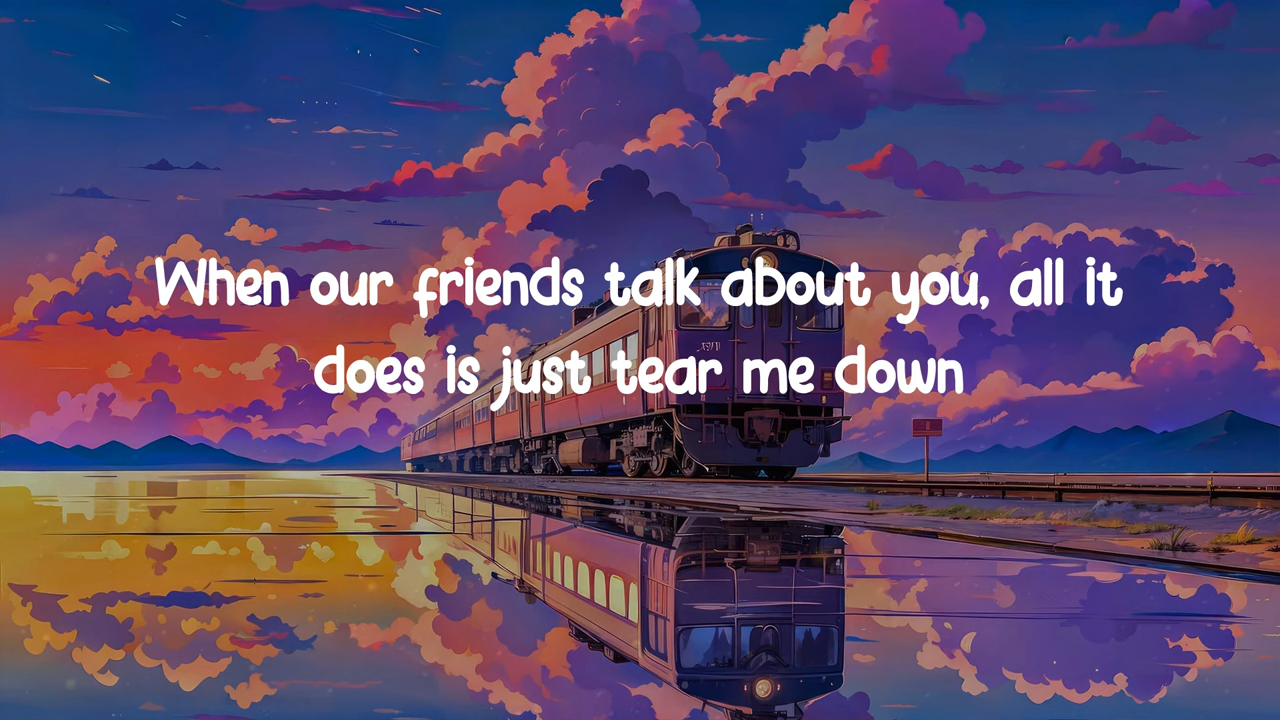 When our friends talk about you, all it
does is just tear me down